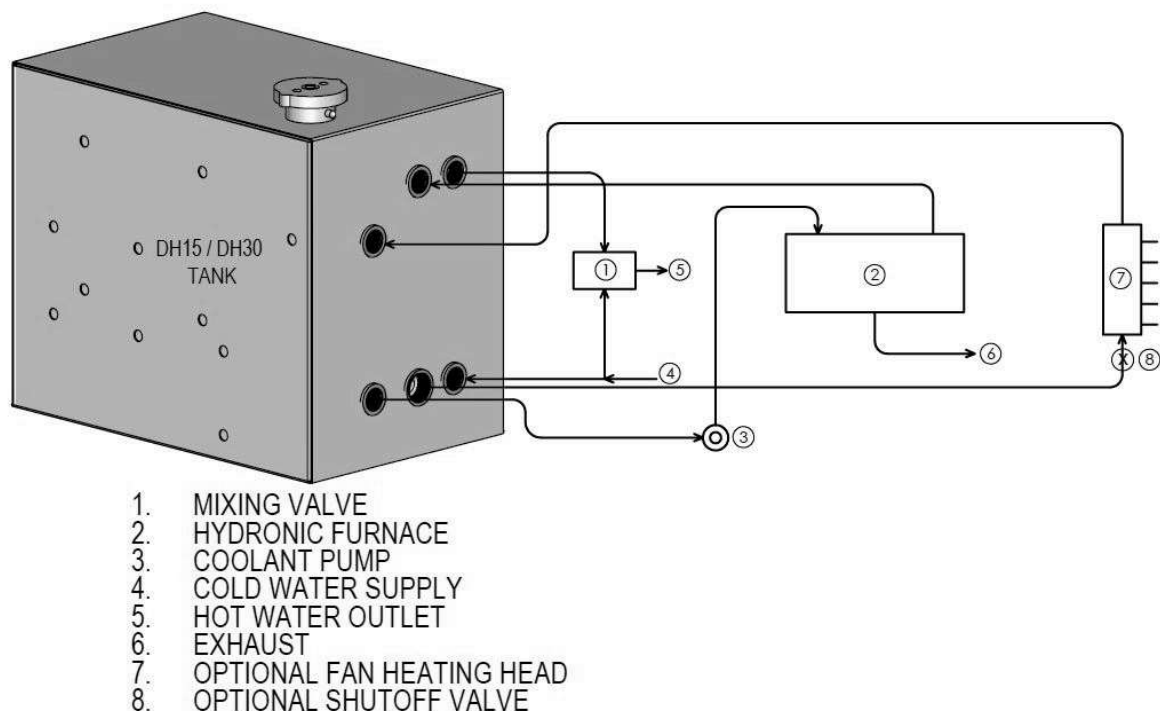 DH15 / DH30
TANK
1
2
3
4
5
6
7
X 8
1. MIXING VALVE
2. HYDRONIC FURNACE
3. COOLANT PUMP
4. COLD WATER SUPPLY
5. HOT WATER OUTLET
6. EXHAUST
7. OPTIONAL FAN HEATING HEAD
8. OPTIONAL SHUTOFF VALVE